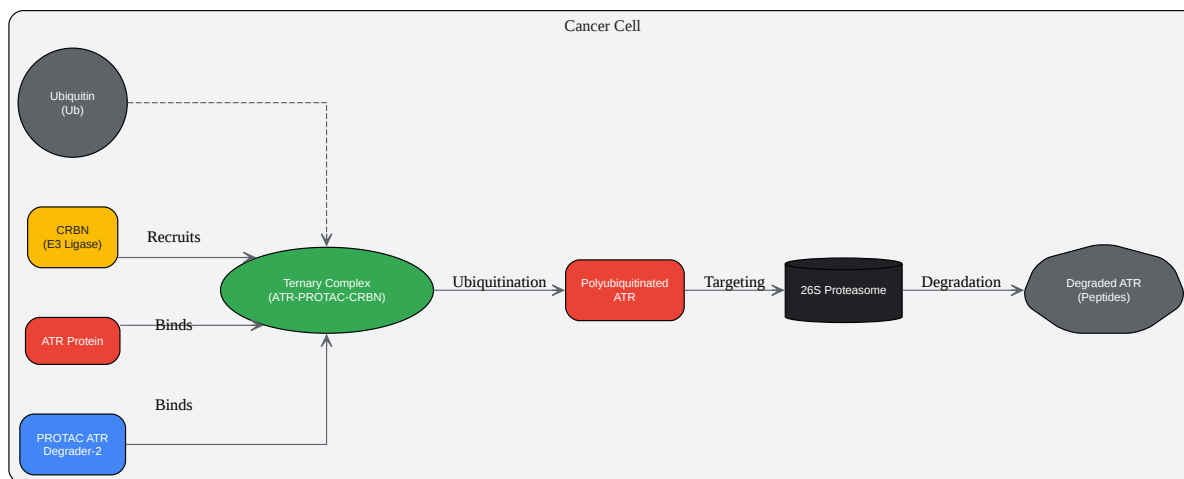 Cancer Cell
Ubiquitin
(Ub)
CRBN
(E3 Ligase)
Recruits
Ternary Complex
(ATR-PROTAC-CRBN)
Ubiquitination
Polyubiquitinated
ATR
Targeting
26S Proteasome
Degradation
Degraded ATR
(Peptides)
ATR Protein
Binds
Binds
PROTAC ATR
Degrader-2